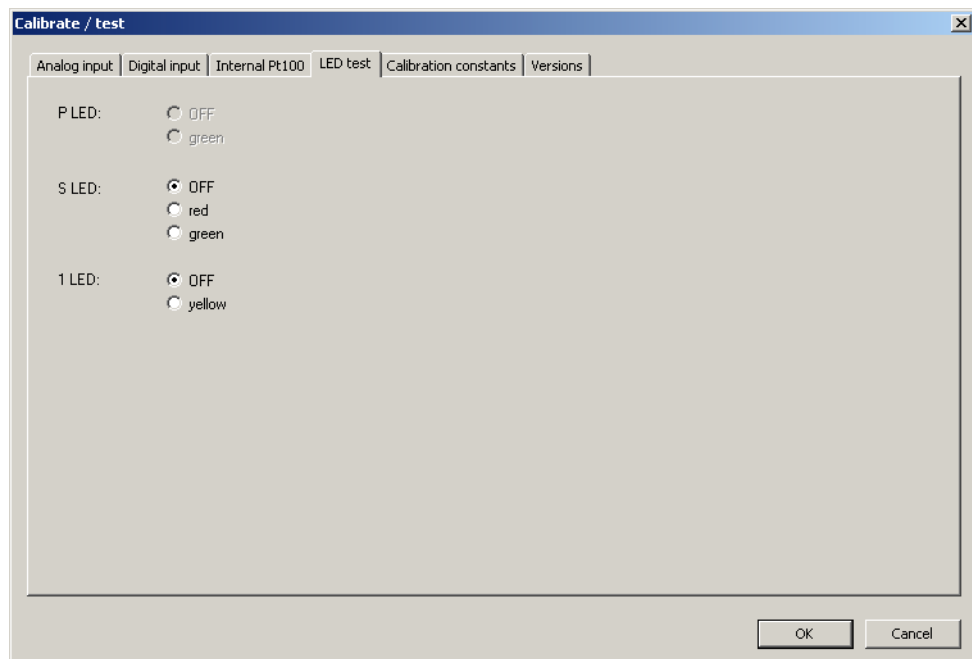 Calibrate / test
Analog input Digital input Internal Pt100 LED test Calibration constants Versions
P LED: OFF
green
S LED: OFF
red
green
1 LED: OFF
yellow
OK Cancel